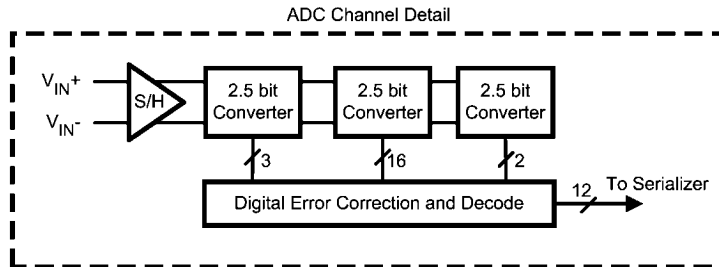 ADC Channel Detail
VIN+
VIN-
S/H
2.5 bit
Converter
2.5 bit
Converter
2.5 bit
Converter
3
16
2
Digital Error Correction and Decode
12
To Serializer